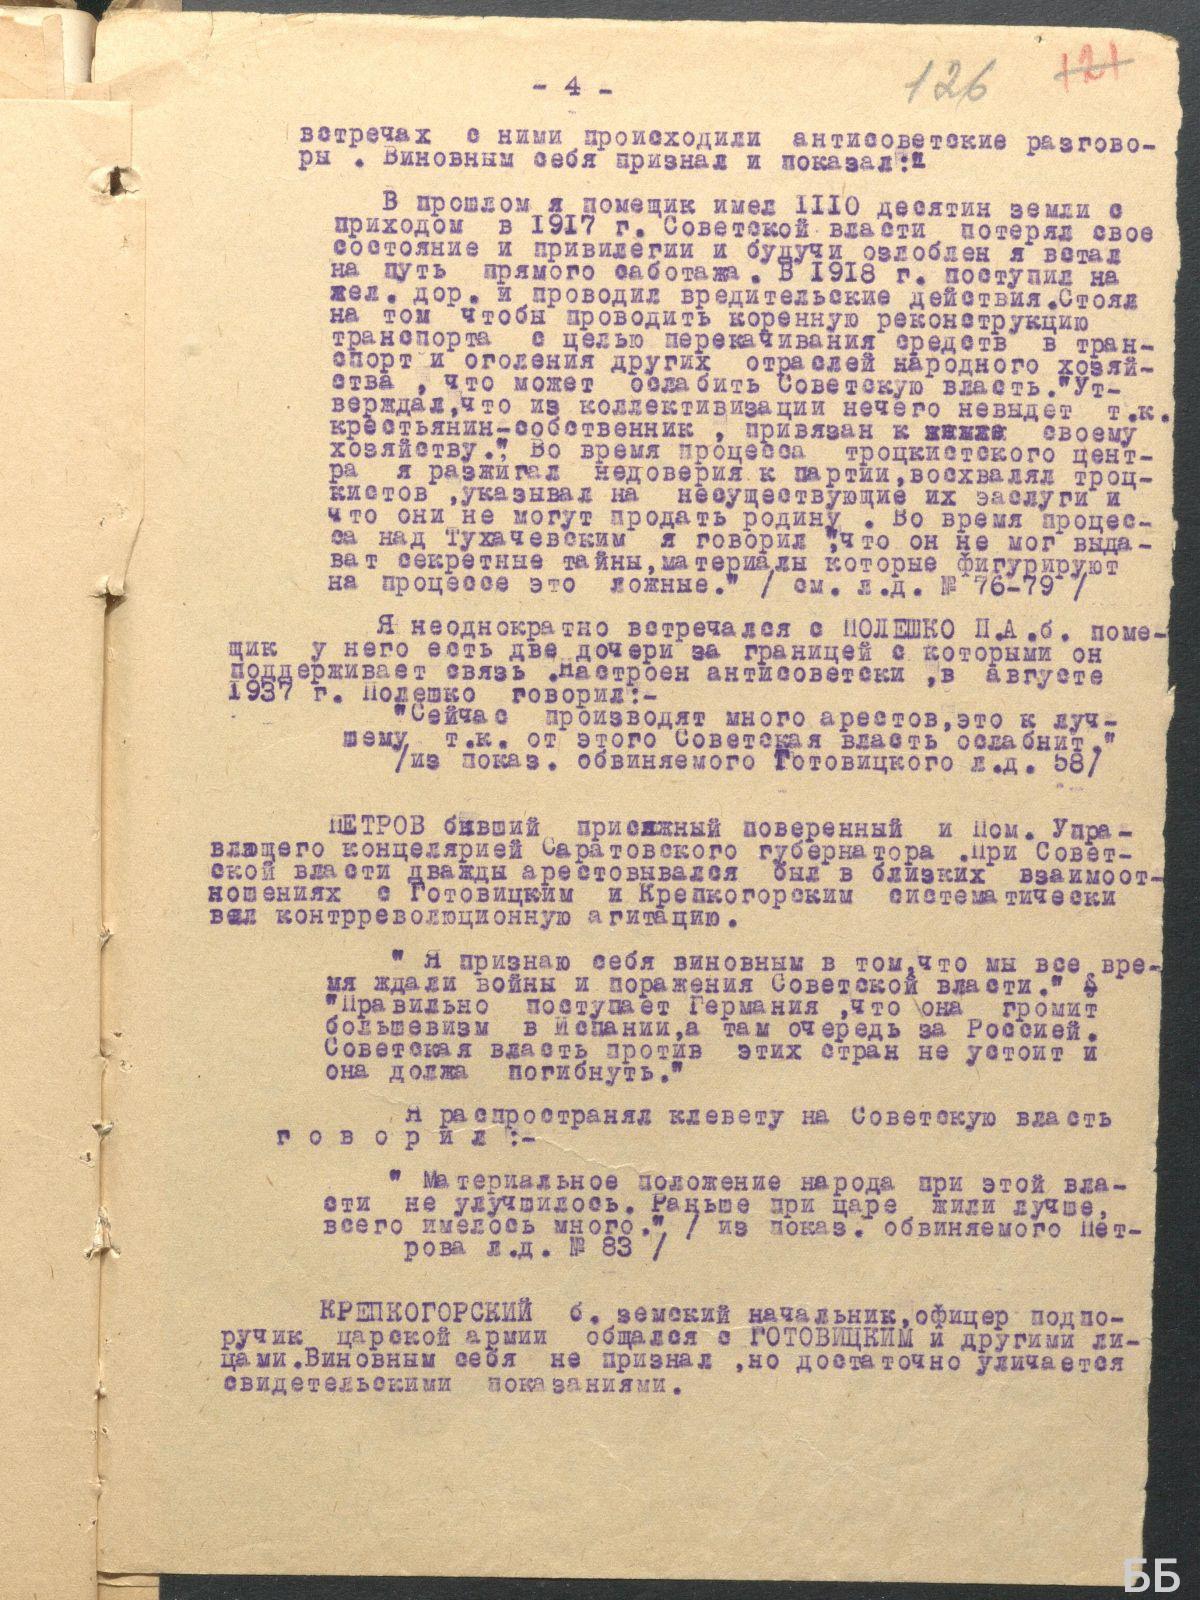 - 4 -
126 121
встречах с ними происходили антисоветские разгово-
ры . Виновным себя признал и показал:"
В прошлом я помещик имел 1110 десятин земли с
приходом в 1917 г. Советской власти потерял свое
состояние и привилегии и будучи озлоблен я встал
на путь прямого саботажа. В 1918 г. поступил на
жел. дор. и проводил вредительские действия.Стоял
на том чтобы проводить коренную реконструкцию
транспорта с целью перекачивания средств в тран-
спорт и оголения других отраслей народного хозяй-
ства , что может ослабить Советскую власть."Ут-
верждал,что из коллективизации нечего невыдет т.к.
крестьянин-собственник , привязан к своему
хозяйству.", Во время процесса троцкистского цент-
ра я разжигал недоверия к партии,восхвалял троц-
кистов ,указывал на несуществующие их заслуги и
что они не могут продать родину . Во время процес-
са над Тухачевским я говорил ",что он не мог выда-
ват секретные тайны,материалы которые фигурируют
на процессе это ложные." / см. л.д. № 76-79 /
Я неоднократно встречался с ПОЛЕШКО П.А.б. поме-
щик у него есть две дочери за границей с которыми он
поддерживает связь .Настроен антисоветски ,в августе
1937 г. Полешко говорил:-
"Сейчас производят много арестов,это к луч-
шему т.к. от этого Советская власть ослабнит."
/из показ. обвиняемого Готовицкого л.д. 58/
ПЕТРОВ бывший присяжный поверенный и Пом. Упра-
вляющего концелярией Саратовского губернатора .При Совет-
ской власти дважды арестовывался был в близких взаимоот-
ношениях с Готовицким и Крепкогорским систематически
вел контрреволюционную агитацию.
" Я признаю себя виновным в том,что мы все вре-
мя ждали войны и поражения Советской власти."
"Правильно поступает Германия ,что она громит
большевизм в Испании,а там очередь за Россией.
Советская власть против этих стран не устоит и
она должа погибнуть."
Я распространял клевету на Советскую власть
г о в о р и л :-
" Материальное положение народа при этой вла-
сти не улучшилось. Раньше при царе жили лучше,
всего имелось много." / из показ. обвиняемого Пет-
рова л.д. № 83 /
КРЕПКОГОРСКИЙ б. земский начальник,офицер подпо-
ручик царской армии общался с ГОТОВИЦКИМ и другими ли-
цами.Виновным себя не признал ,но достаточно уличается
свидетельскими показаниями.
ББ